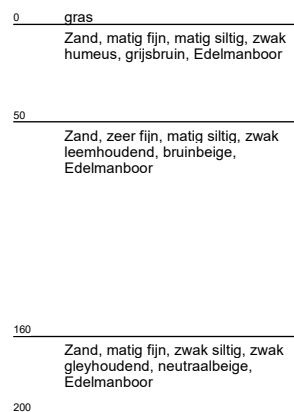 0 gras
Zand, matig fijn, matig siltig, zwak
humeus, grijsbruin, Edelmanboor
50
Zand, zeer fijn, matig siltig, zwak
leemhoudend, bruinbeige,
Edelmanboor
160
Zand, matig fijn, zwak siltig, zwak
gleyhoudend, neutraalbeige,
Edelmanboor
200